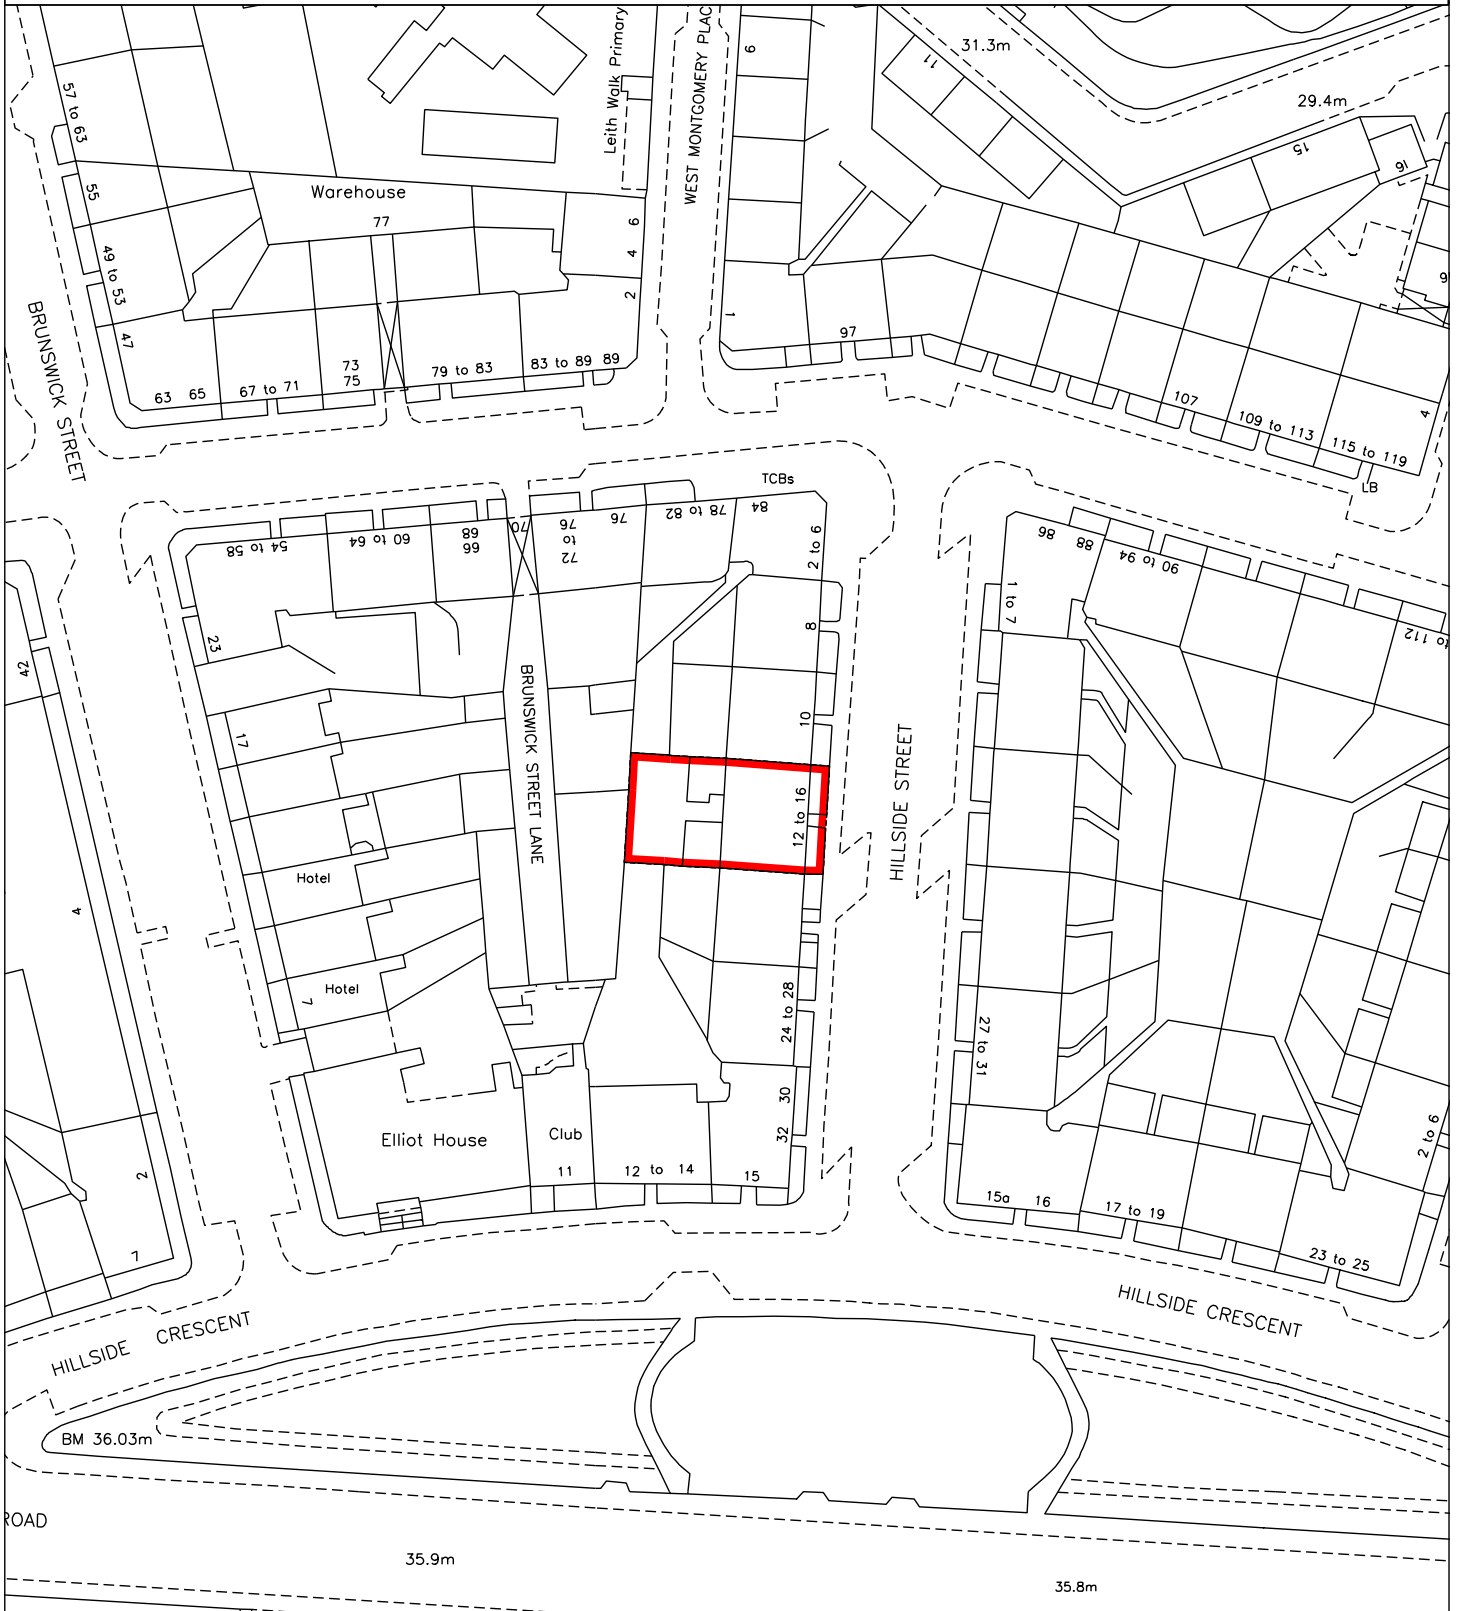 Leith Walk Primary
WEST MONTGOMERY PLAC
6
31.3m
11
29.4m
15
16
57 to 63
55
49 to 53
47
Warehouse
77
6
4
2
1
97
9
BRUNSWICK STREET
63 65 67 to 71
73
75
79 to 83
83 to 89 89
107
109 to 113
115 to 119
4
LB
TCBs
54 to 58
60 to 64
68
66
70
76
to
72
76
78 to 82
84
2 to 6
86
88
90 to 94
to 112
1 to 7
23
8
42
BRUNSWICK STREET LANE
10
17
HILLSIDE STREET
12 to 16
Hotel
4
Hotel
7
24 to 28
27 to 31
30
32
Elliot House
Club
11
12 to 14
15
2
7
15a 16 17 to 19
23 to 25
2 to 6
HILLSIDE CRESCENT
HILLSIDE CRESCENT
BM 36.03m
ROAD
35.9m
35.8m